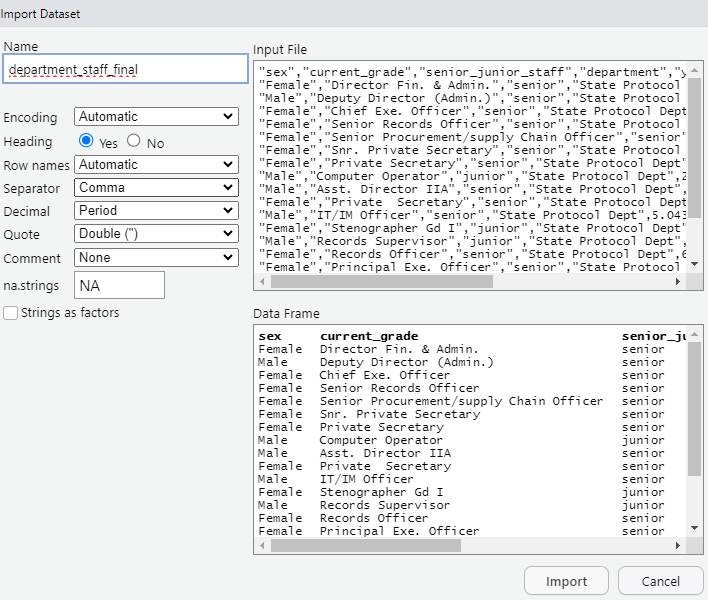 Import Dataset
Name
department_staff_final
Encoding Automatic
Heading Yes No
Row names Automatic
Separator Comma
Decimal Period
Quote Double (")
Comment None
na.strings NA
Strings as factors
Input File
"sex","current_grade","senior_junior_staff","department","y
"Female","Director Fin. & Admin.","senior","State Protocol
"Male","Deputy Director (Admin.)","senior","State Protocol
"Female","Chief Exe. Officer","senior","State Protocol Dept
"Female","Senior Records Officer","senior","State Protocol
"Female","Senior Procurement/supply Chain Officer","senior"
"Female","Snr. Private Secretary","senior","State Protocol
"Female","Private Secretary","senior","State Protocol Dept"
"Male","Computer Operator","junior","State Protocol Dept",2
"Male","Asst. Director IIA","senior","State Protocol Dept",
"Female","Private  Secretary","senior","State Protocol Dept
"Male","IT/IM Officer","senior","State Protocol Dept",5.043
"Female","Stenographer Gd I","junior","State Protocol Dept"
"Male","Records Supervisor","junior","State Protocol Dept",
"Female","Records Officer","senior","State Protocol Dept",6
"Female","Principal Exe. Officer","senior","State Protocol
Data Frame
sex current_grade senior_ju
Female Director Fin. & Admin. senior
Male Deputy Director (Admin.) senior
Female Chief Exe. Officer senior
Female Senior Records Officer senior
Female Senior Procurement/supply Chain Officer senior
Female Snr. Private Secretary senior
Female Private Secretary senior
Male Computer Operator junior
Male Asst. Director IIA senior
Female Private  Secretary senior
Male IT/IM Officer senior
Female Stenographer Gd I junior
Male Records Supervisor junior
Female Records Officer senior
Female Principal Exe. Officer senior
Import Cancel